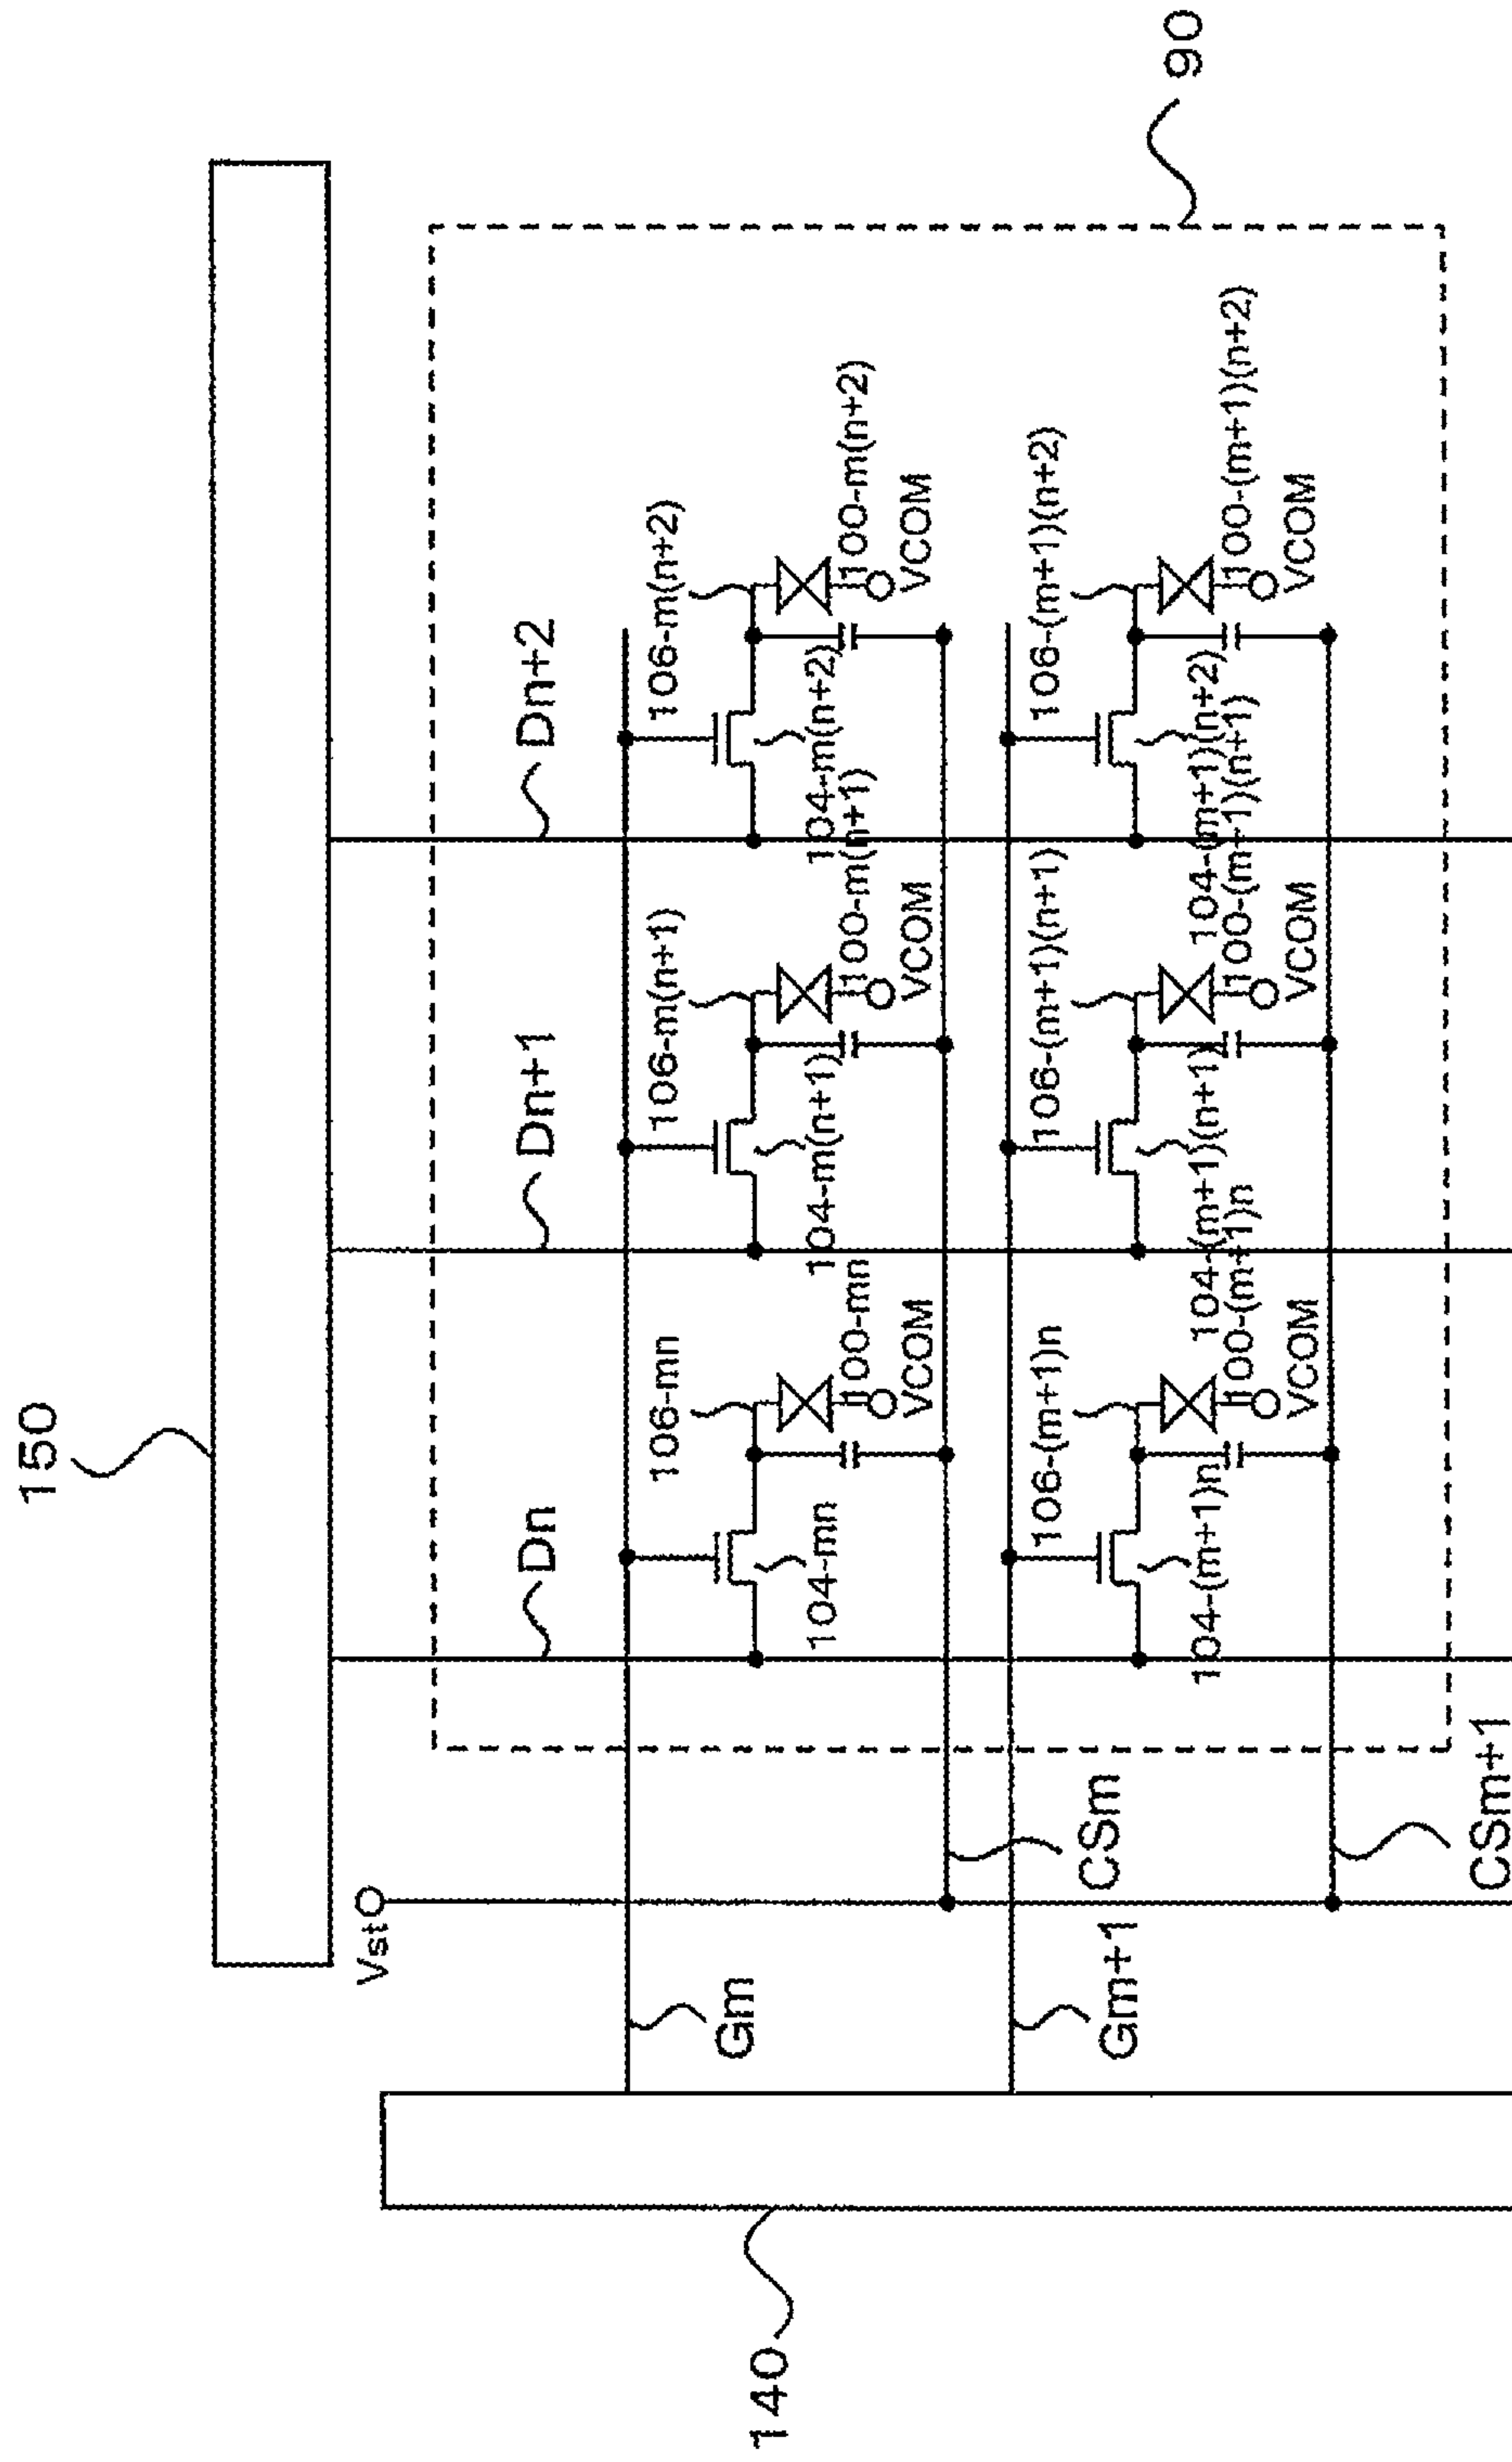 150
Dn
Dn+1
Dn+2
90
Vst
106-mn
106-m(n+1)
106-m(n+2)
Gm
104-mn
104-m(n+1)
104-m(n+2)
100-mn
100-m(n+1)
100-m(n+2)
VCOM
VCOM
VCOM
140
106-(m+1)n
106-(m+1)(n+1)
106-(m+1)(n+2)
CSm
Gm+1
104-(m+1)n
104-(m+1)(n+1)
104-(m+1)(n+2)
100-(m+1)n
100-(m+1)(n+1)
100-(m+1)(n+2)
VCOM
VCOM
VCOM
CSm+1